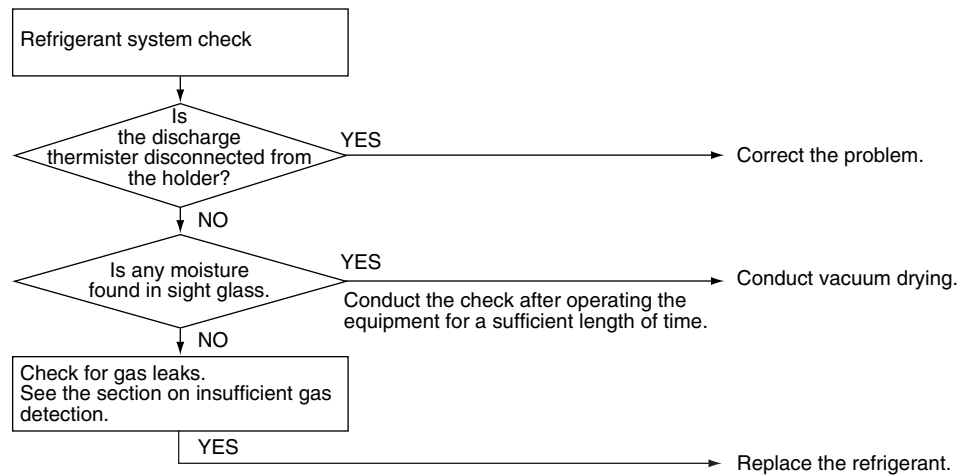 Refrigerant system check
Is
the discharge
thermister disconnected from
the holder?
YES
Correct the problem.
NO
Is any moisture
found in sight glass.
YES
Conduct the check after operating the
equipment for a sufficient length of time.
Conduct vacuum drying.
NO
Check for gas leaks.
See the section on insufficient gas
detection.
YES
Replace the refrigerant.